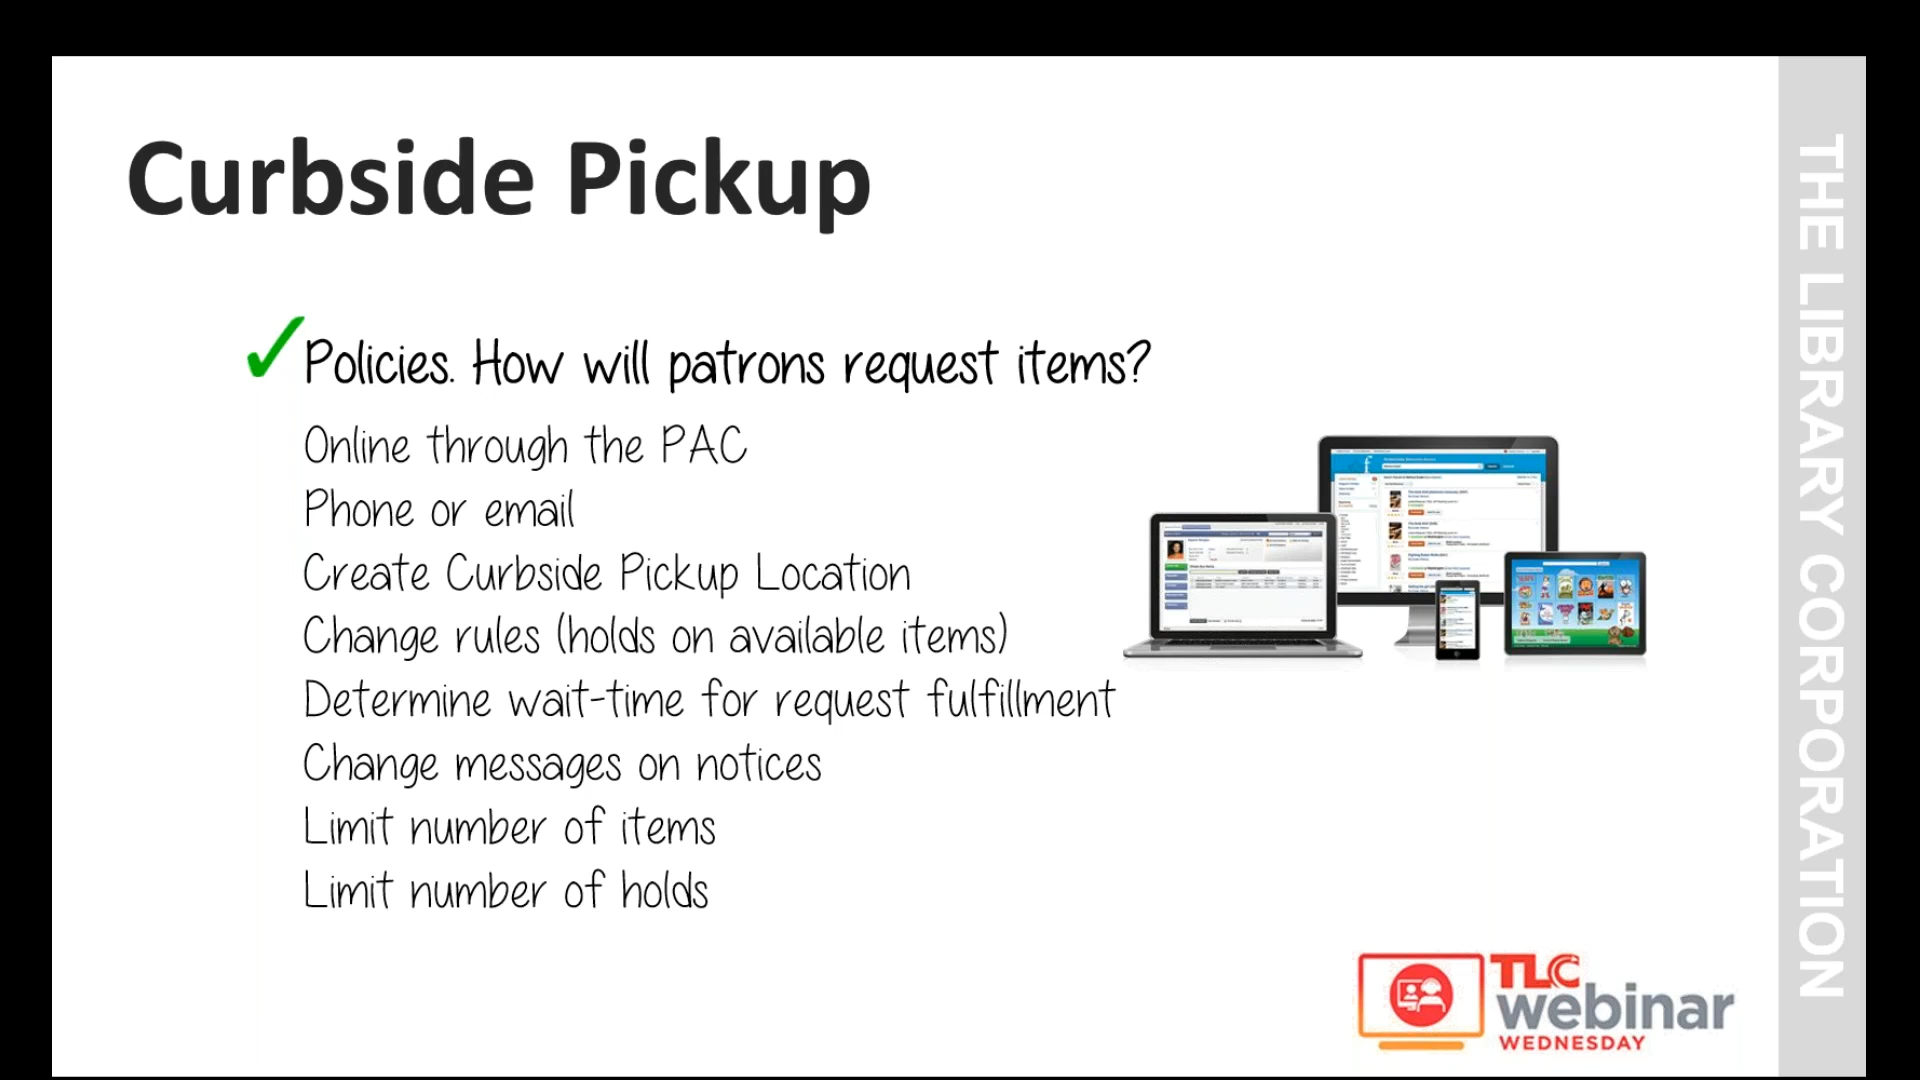 Curbside Pickup
Policies. How will patrons request items?
Online through the PAC
Phone or email
Create Curbside Pickup Location
Change rules (holds on available items)
Determine wait-time for request fulfillment
Change messages on notices
Limit number of items
Limit number of holds
TLC
webinar
WEDNESDAY
THE LIBRARY CORPORATION